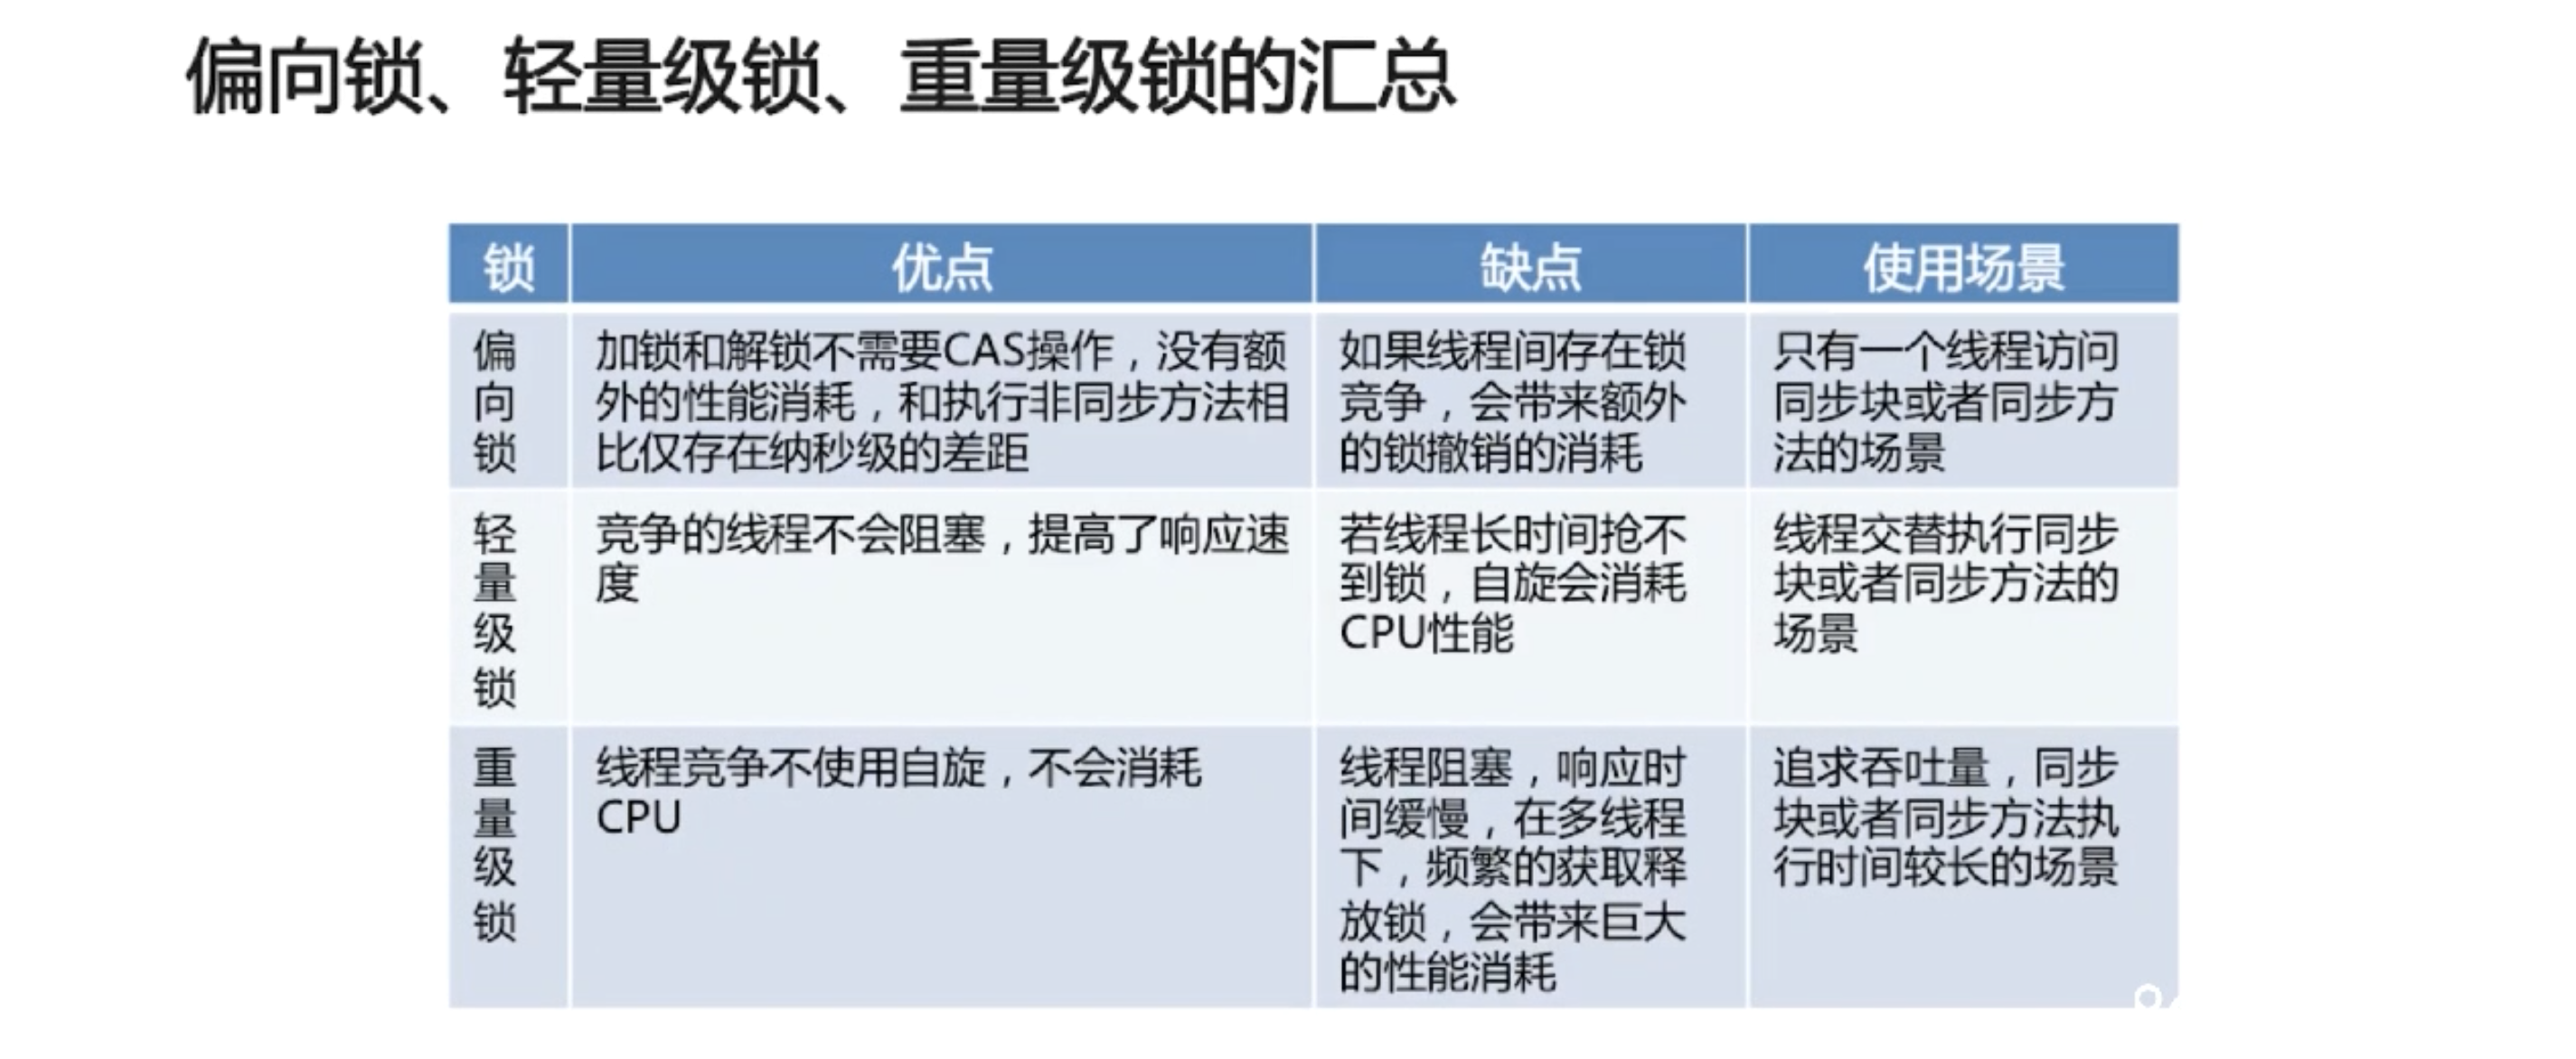 偏向锁、轻量级锁、重量级锁的汇总
锁
优点
缺点
使用场景
偏
向
锁
加锁和解锁不需要CAS操作，没有额
外的性能消耗，和执行非同步方法相
比仅存在纳秒级的差距
如果线程间存在锁
竞争，会带来额外
的锁撤销的消耗
只有一个线程访问
同步块或者同步方
法的场景
轻
量
级
锁
竞争的线程不会阻塞，提高了响应速
度
若线程长时间抢不
到锁，自旋会消耗
CPU性能
线程交替执行同步
块或者同步方法的
场景
重
量
级
锁
线程竞争不使用自旋，不会消耗
CPU
线程阻塞，响应时
间缓慢，在多线程
下，频繁的获取释
放锁，会带来巨大
的性能消耗
追求吞吐量，同步
块或者同步方法执
行时间较长的场景